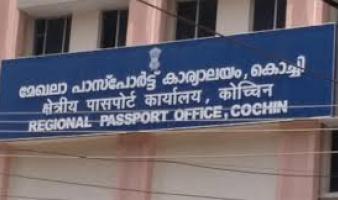 മേഖലാ പാസ്പോർട്ട് കാര്യാലയം, കൊച്ചി
क्षेत्रीय पासपोर्ट कार्यालय, कोच्चिन
REGIONAL PASSPORT OFFICE, COCHIN